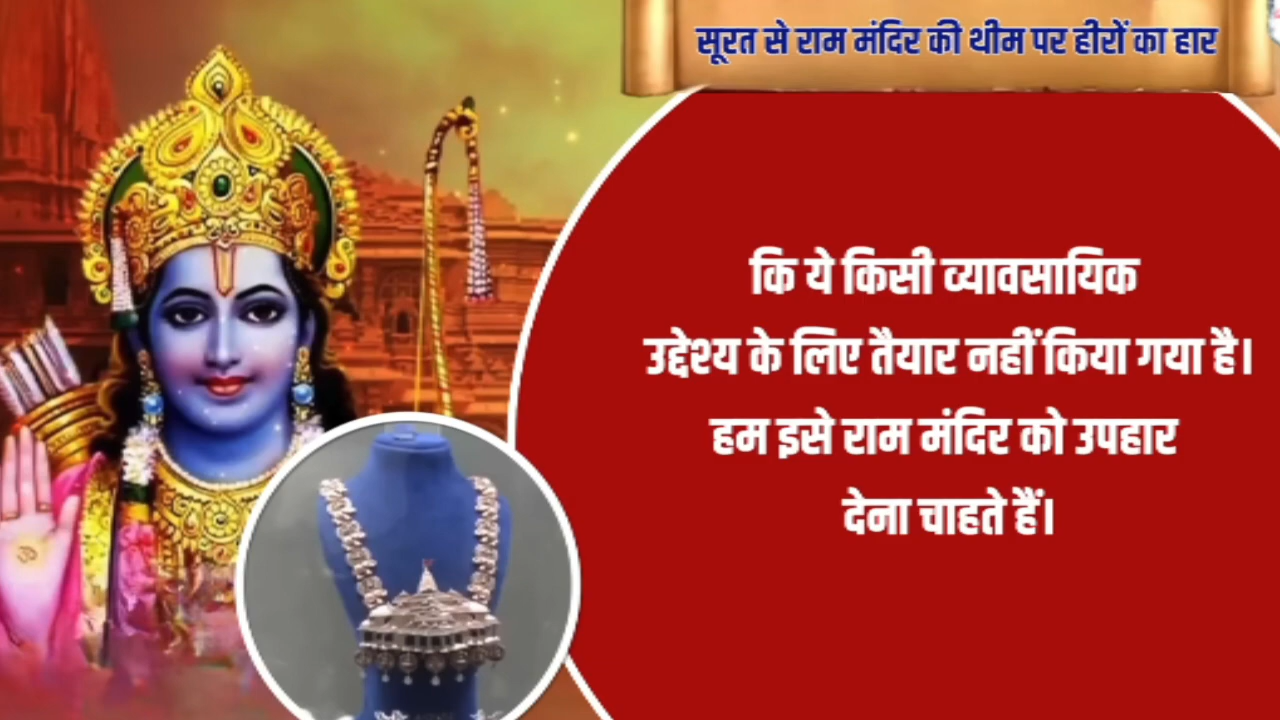 सूरत से राम मंदिर की थीम पर हीरों का हार
कि ये किसी व्यावसायिक
उद्देश्य के लिए तैयार नहीं किया गया है।
हम इसे राम मंदिर को उपहार
देना चाहते हैं।